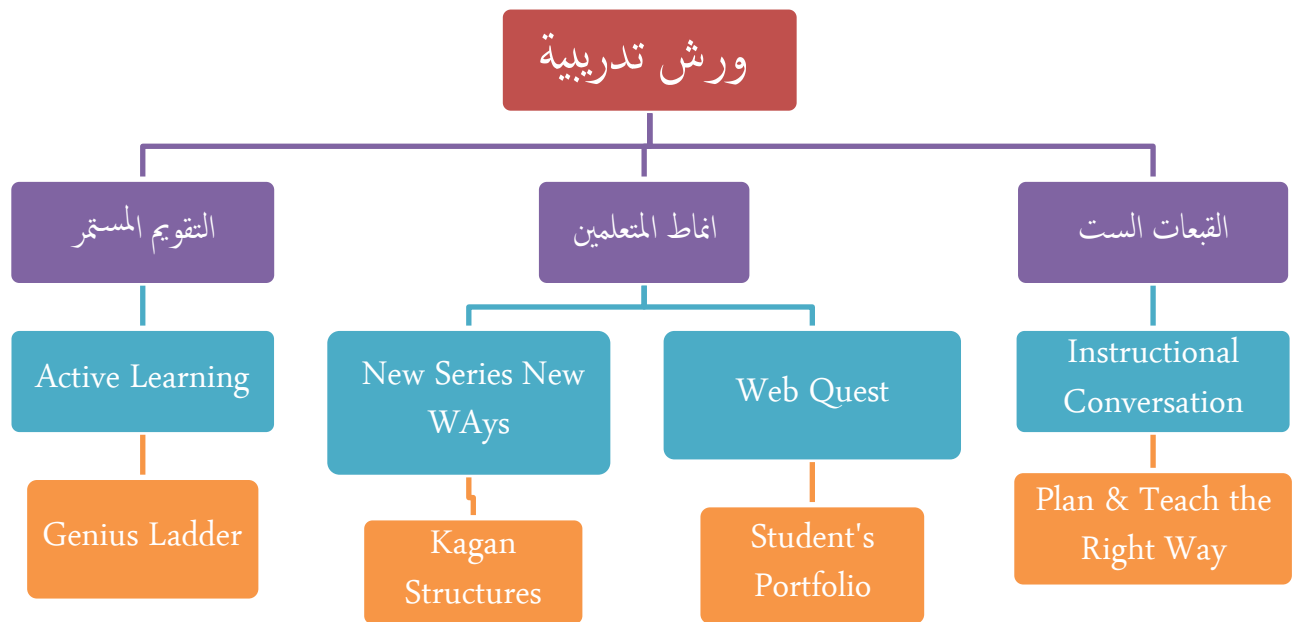 ورش تدريبية
القبعات الست
انماط المتعلمين
التقويم المستمر
Active Learning
New Series New
WAys
Web Quest
Instructional
Conversation
Genius Ladder
Kagan
Structures
Student's
Portfolio
Plan & Teach the
Right Way